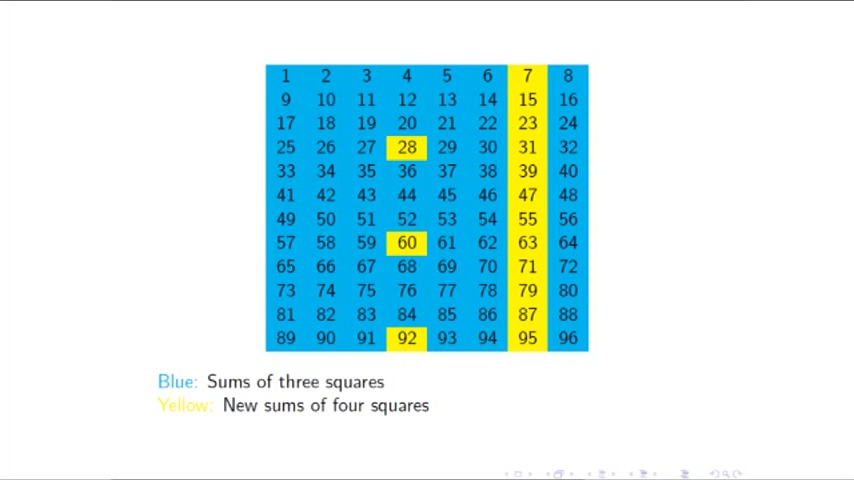 1 2 3 4 5 6 7 8
9 10 11 12 13 14 15 16
17 18 19 20 21 22 23 24
25 26 27 28 29 30 31 32
33 34 35 36 37 38 39 40
41 42 43 44 45 46 47 48
49 50 51 52 53 54 55 56
57 58 59 60 61 62 63 64
65 66 67 68 69 70 71 72
73 74 75 76 77 78 79 80
81 82 83 84 85 86 87 88
89 90 91 92 93 94 95 96
Blue: Sums of three squares
Yellow: New sums of four squares